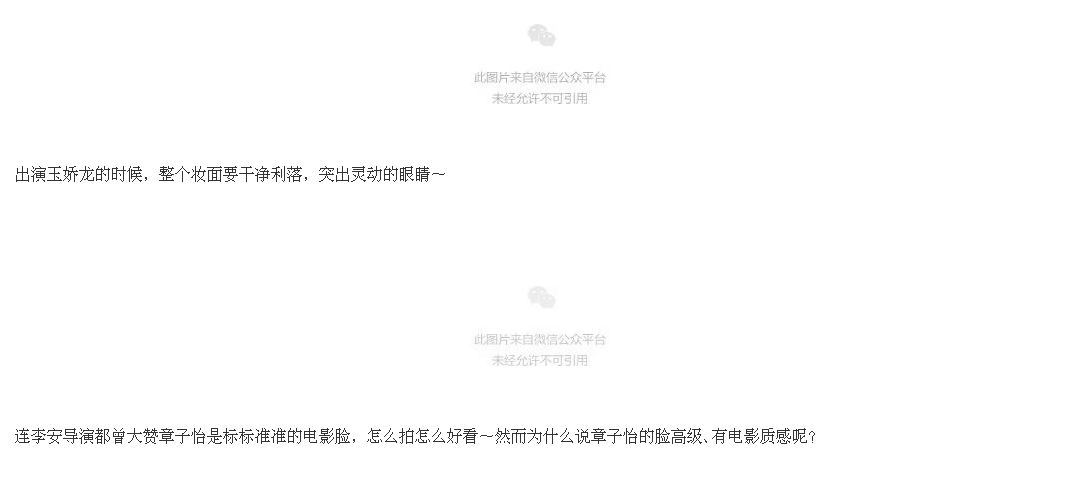 此图片来自微信公众平台
未经允许不可引用
出演玉娇龙的时候，整个妆面要干净利落，突出灵动的眼睛～
此图片来自微信公众平台
未经允许不可引用
连李安导演都曾大赞章子怡是标标准准的电影脸，怎么拍怎么好看～然而为什么说章子怡的脸高级、有电影质感呢?